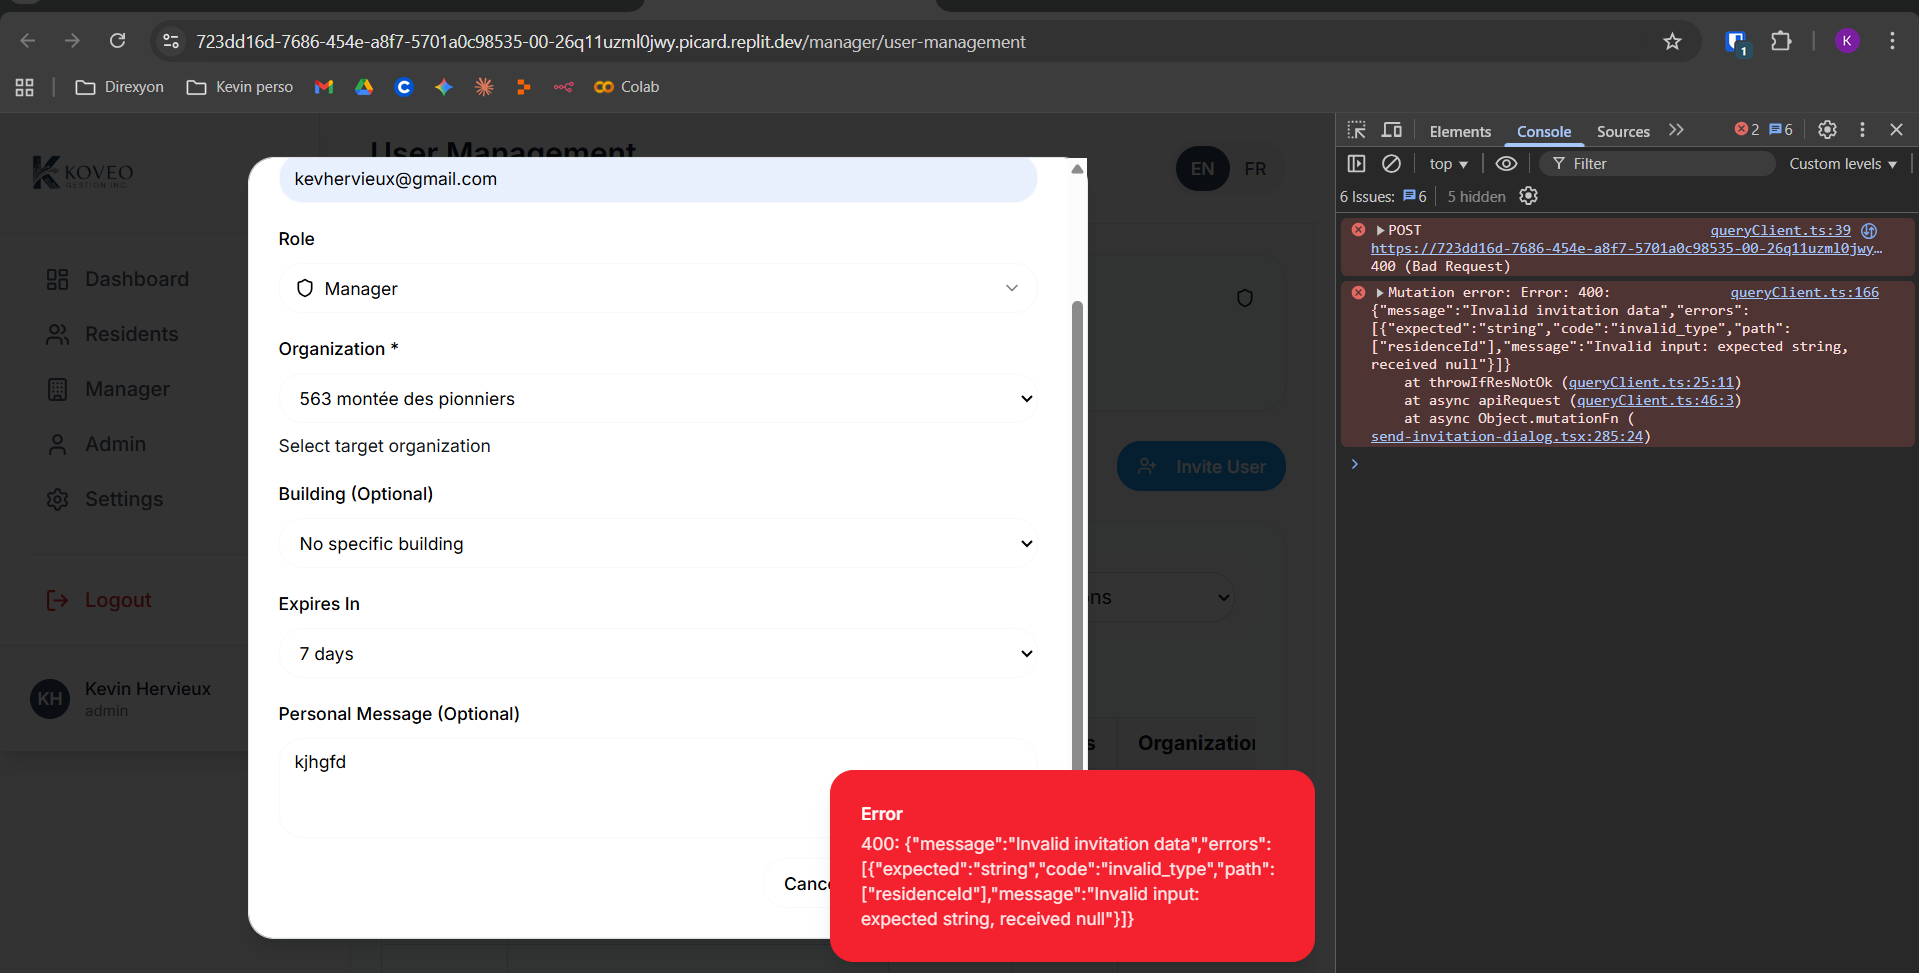 723dd16d-7686-454e-a8f7-5701a0c98535-00-26q11uzml0jwy.picard.replit.dev/manager/user-management
1
K
Direxyon
Kevin perso
Colab
KOVEO
GESTION INC.
Dashboard
Residents
Manager
Admin
Settings
Logout
KH
Kevin Hervieux
admin
User Management
EN
FR
Invite User
Organization
kevhervieux@gmail.com
Role
Manager
Organization *
563 montée des pionniers
Select target organization
Building (Optional)
No specific building
Expires In
7 days
Personal Message (Optional)
kjhgfd
Error
400: {"message":"Invalid invitation data","errors":
[{"expected":"string","code":"invalid_type","path":
["residenceId"],"message":"Invalid input:
expected string, received null"}]}
Elements
Console
Sources
2
6
top
Filter
Custom levels
6 Issues: 6
5 hidden
POST queryClient.ts:39
https://723dd16d-7686-454e-a8f7-5701a0c98535-00-26q11uzml0jwy…
400 (Bad Request)
Mutation error: Error: 400: queryClient.ts:166
{"message":"Invalid invitation data","errors":
[{"expected":"string","code":"invalid_type","path":
["residenceId"],"message":"Invalid input: expected string,
received null"}]}
at throwIfResNotOk (queryClient.ts:25:11)
at async apiRequest (queryClient.ts:46:3)
at async Object.mutationFn (
send-invitation-dialog.tsx:285:24)